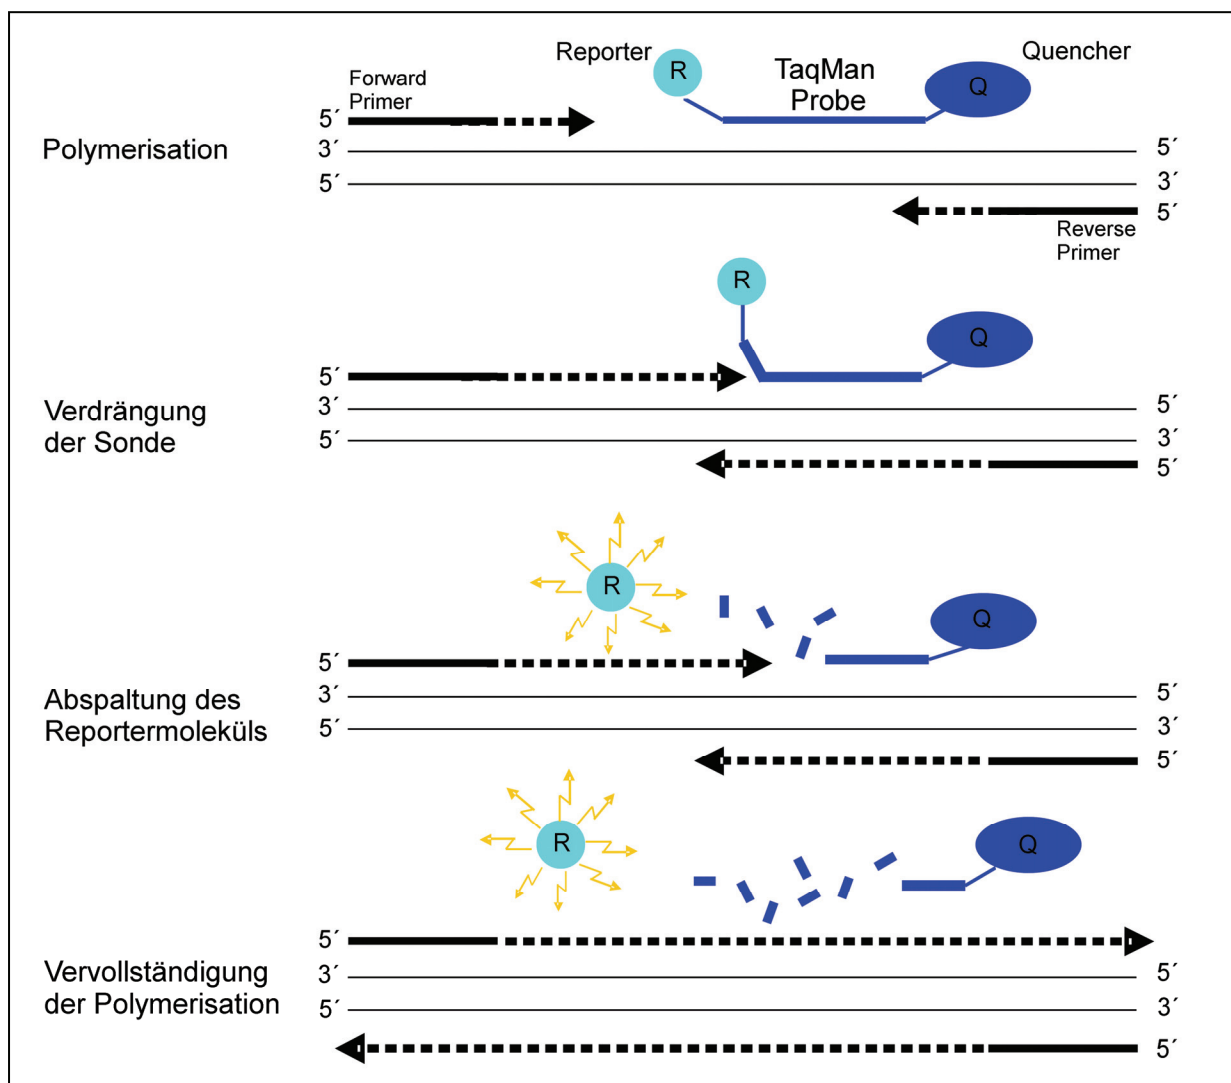 Reporter
R
TaqMan
Probe
Quencher
Q
Forward
Primer
5´
Polymerisation
3´
5´
5´
3´
5´
Reverse
Primer
R
Q
5´
Verdrängung
der Sonde
3´
5´
5´
3´
5´
R
Q
5´
Abspaltung des
Reportermoleküls
3´
5´
5´
3´
5´
R
Q
5´
Vervollständigung
der Polymerisation
3´
5´
5´
3´
5´